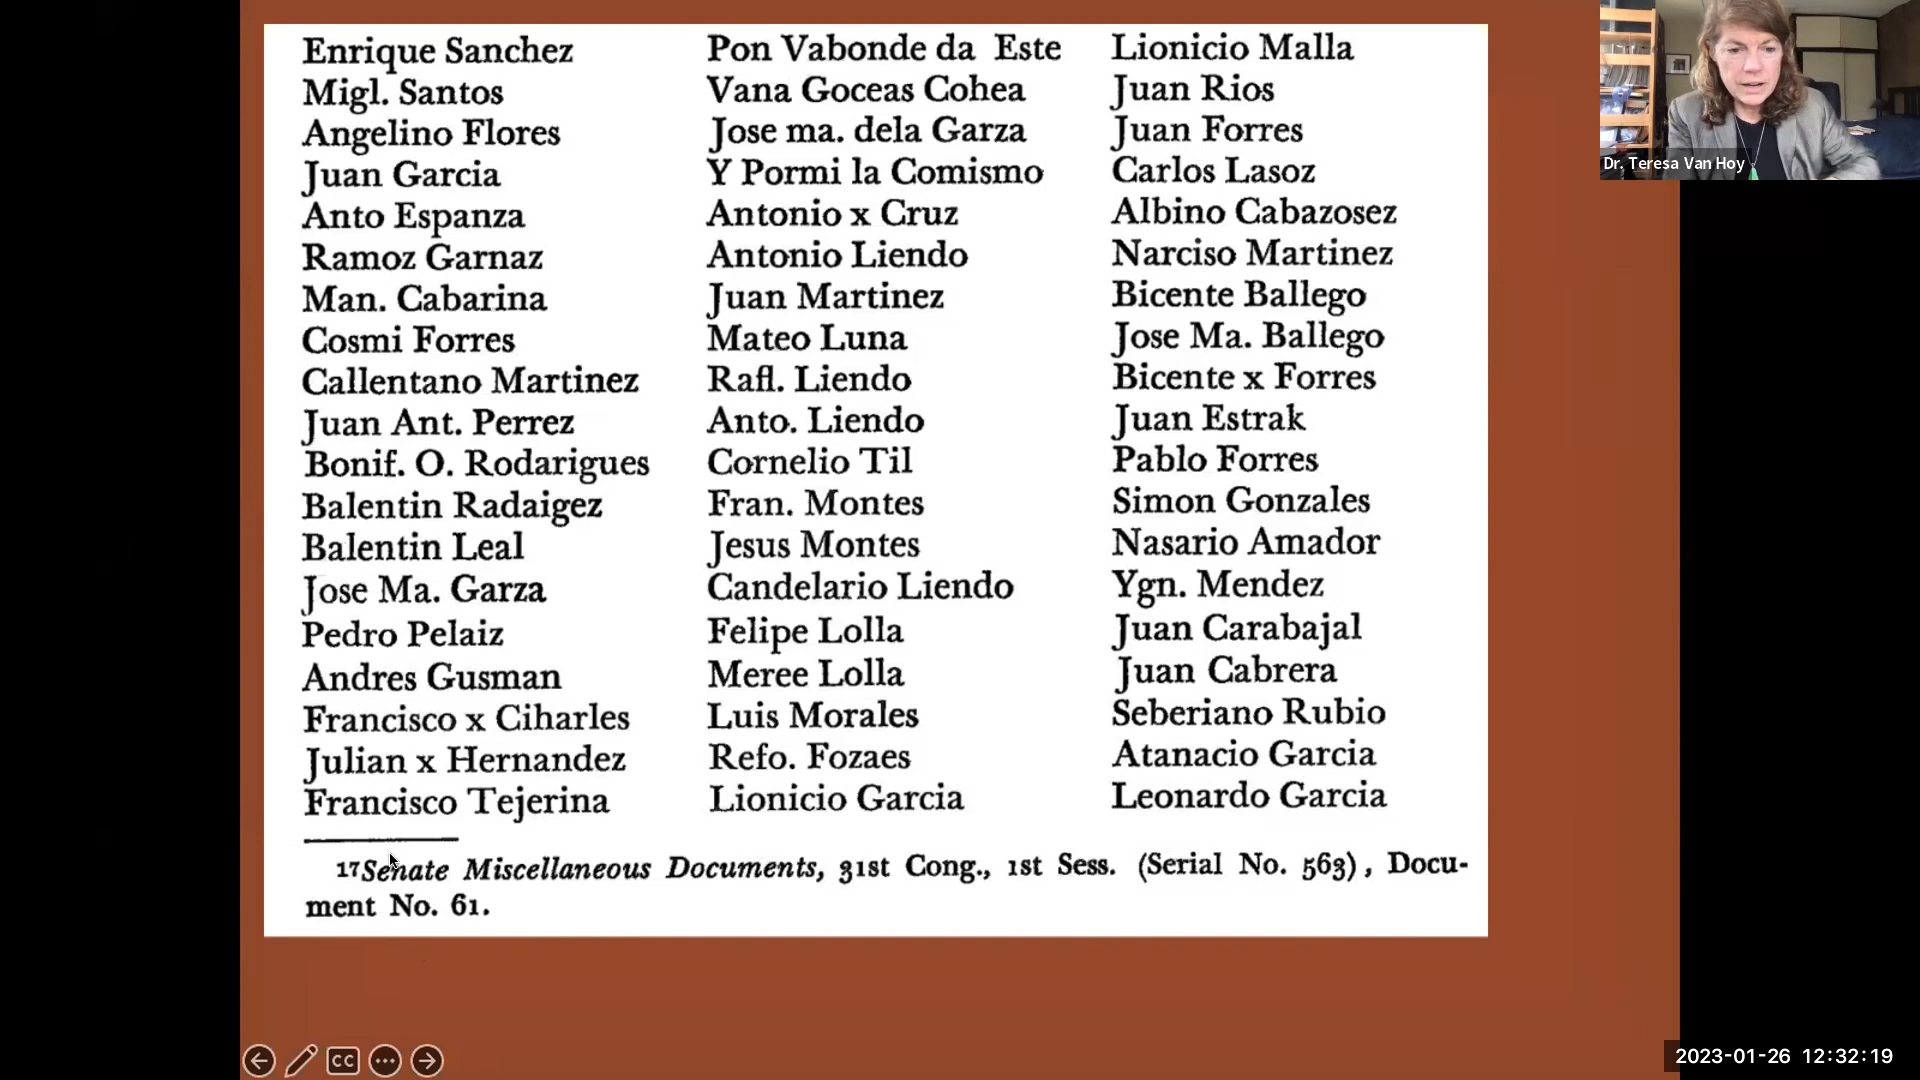 Enrique Sanchez
Migl. Santos
Angelino Flores
Juan Garcia
Anto Espanza
Ramoz Garnaz
Man. Cabarina
Cosmi Forres
Callentano Martinez
Juan Ant. Perrez
Bonif. O. Rodarigues
Balentin Radaigez
Balentin Leal
Jose Ma. Garza
Pedro Pelaiz
Andres Gusman
Francisco x Ciharles
Julian x Hernandez
Francisco Tejerina
Pon Vabonde da Este
Vana Goceas Cohea
Jose ma. dela Garza
Y Pormi la Comismo
Antonio x Cruz
Antonio Liendo
Juan Martinez
Mateo Luna
Rafl. Liendo
Anto. Liendo
Cornelio Til
Fran. Montes
Jesus Montes
Candelario Liendo
Felipe Lolla
Meree Lolla
Luis Morales
Refo. Fozaes
Lionicio Garcia
Lionicio Malla
Juan Rios
Juan Forres
Carlos Lasoz
Albino Cabazosez
Narciso Martinez
Bicente Ballego
Jose Ma. Ballego
Bicente x Forres
Juan Estrak
Pablo Forres
Simon Gonzales
Nasario Amador
Ygn. Mendez
Juan Carabajal
Juan Cabrera
Seberiano Rubio
Atanacio Garcia
Leonardo Garcia
17Senate Miscellaneous Documents, 31st Cong., 1st Sess. (Serial No. 563), Docu-
ment No. 61.
Dr. Teresa Van Hoy
CC
2023-01-26 12:32:19